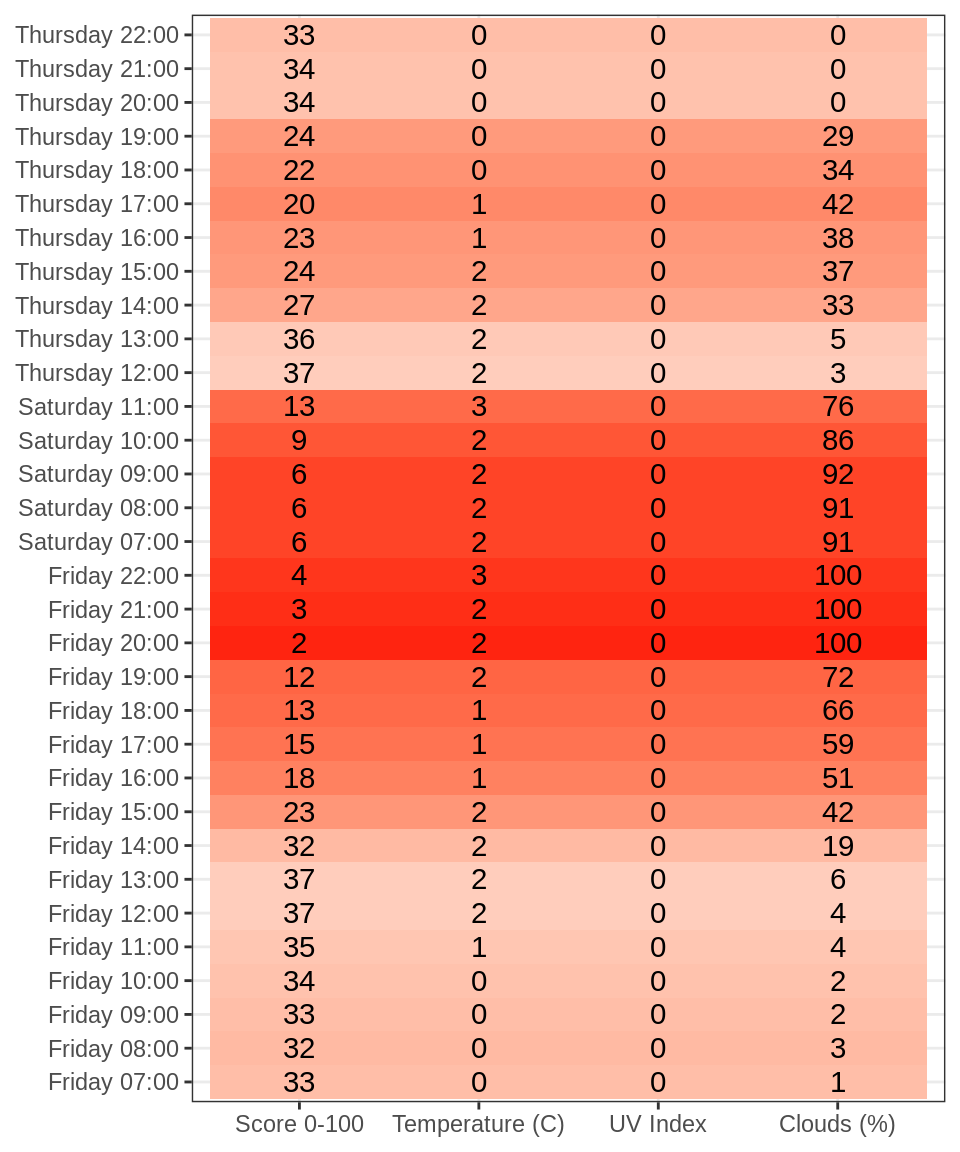 Thursday 22:00 33 0 0 0
Thursday 21:00 34 0 0 0
Thursday 20:00 34 0 0 0
Thursday 19:00 24 0 0 29
Thursday 18:00 22 0 0 34
Thursday 17:00 20 1 0 42
Thursday 16:00 23 1 0 38
Thursday 15:00 24 2 0 37
Thursday 14:00 27 2 0 33
Thursday 13:00 36 2 0 5
Thursday 12:00 37 2 0 3
Saturday 11:00 13 3 0 76
Saturday 10:00 9 2 0 86
Saturday 09:00 6 2 0 92
Saturday 08:00 6 2 0 91
Saturday 07:00 6 2 0 91
Friday 22:00 4 3 0 100
Friday 21:00 3 2 0 100
Friday 20:00 2 2 0 100
Friday 19:00 12 2 0 72
Friday 18:00 13 1 0 66
Friday 17:00 15 1 0 59
Friday 16:00 18 1 0 51
Friday 15:00 23 2 0 42
Friday 14:00 32 2 0 19
Friday 13:00 37 2 0 6
Friday 12:00 37 2 0 4
Friday 11:00 35 1 0 4
Friday 10:00 34 0 0 2
Friday 09:00 33 0 0 2
Friday 08:00 32 0 0 3
Friday 07:00 33 0 0 1
Score 0-100 Temperature (C) UV Index Clouds (%)